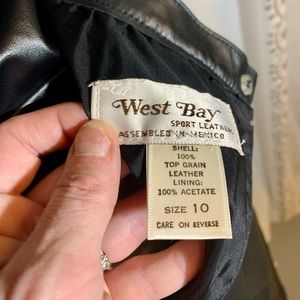 West Bay
SPORT LEATHERS
ASSEMBLED IN MEXICO
SHELL:
100%
TOP GRAIN
LEATHER
LINING:
100% ACETATE
SIZE 10
CARE ON REVERSE